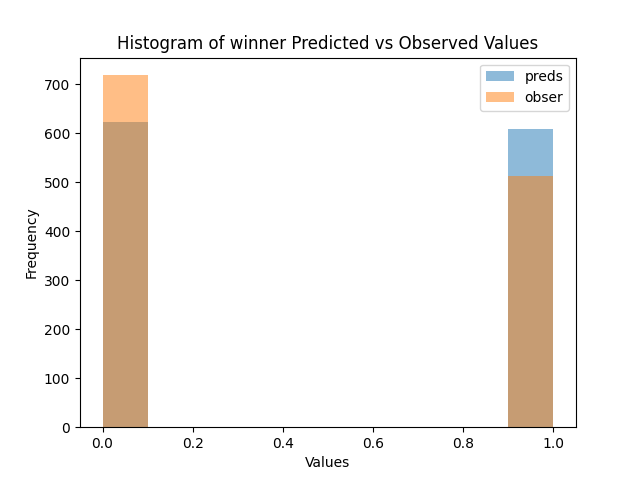 Histogram of winner Predicted vs Observed Values
preds
obser
700
600
500
400
300
200
100
0
Frequency
0.0 0.2 0.4 0.6 0.8 1.0
Values